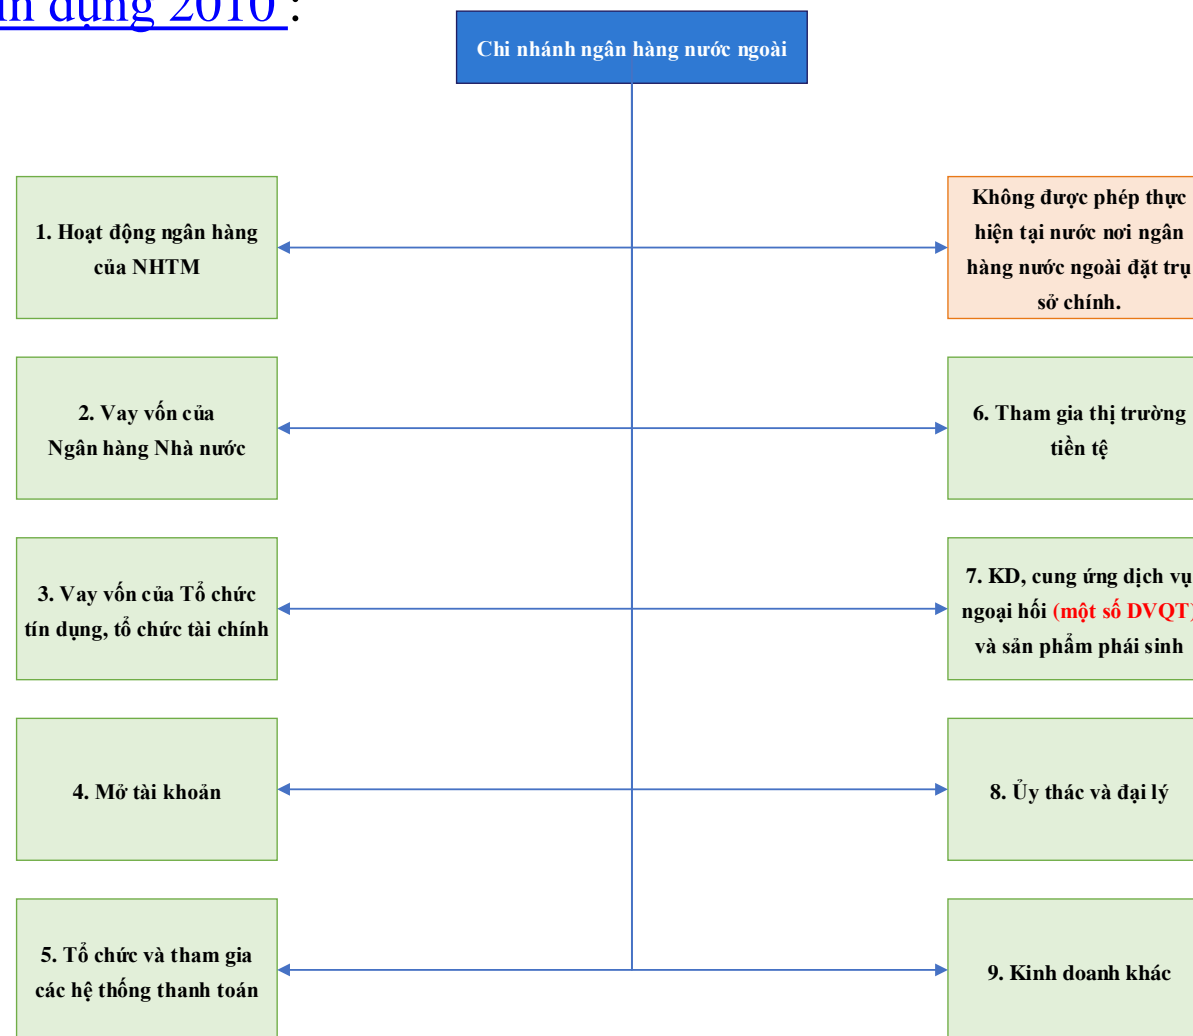 ín dụng 2010 :
Chi nhánh ngân hàng nước ngoài
1. Hoạt động ngân hàng
của NHTM
Không được phép thực
hiện tại nước nơi ngân
hàng nước ngoài đặt trụ
sở chính.
2. Vay vốn của
Ngân hàng Nhà nước
6. Tham gia thị trường
tiền tệ
3. Vay vốn của Tổ chức
tín dụng, tổ chức tài chính
7. KD, cung ứng dịch vụ
ngoại hối (một số DVQT)
và sản phẩm phái sinh
4. Mở tài khoản
8. Ủy thác và đại lý
5. Tổ chức và tham gia
các hệ thống thanh toán
9. Kinh doanh khác